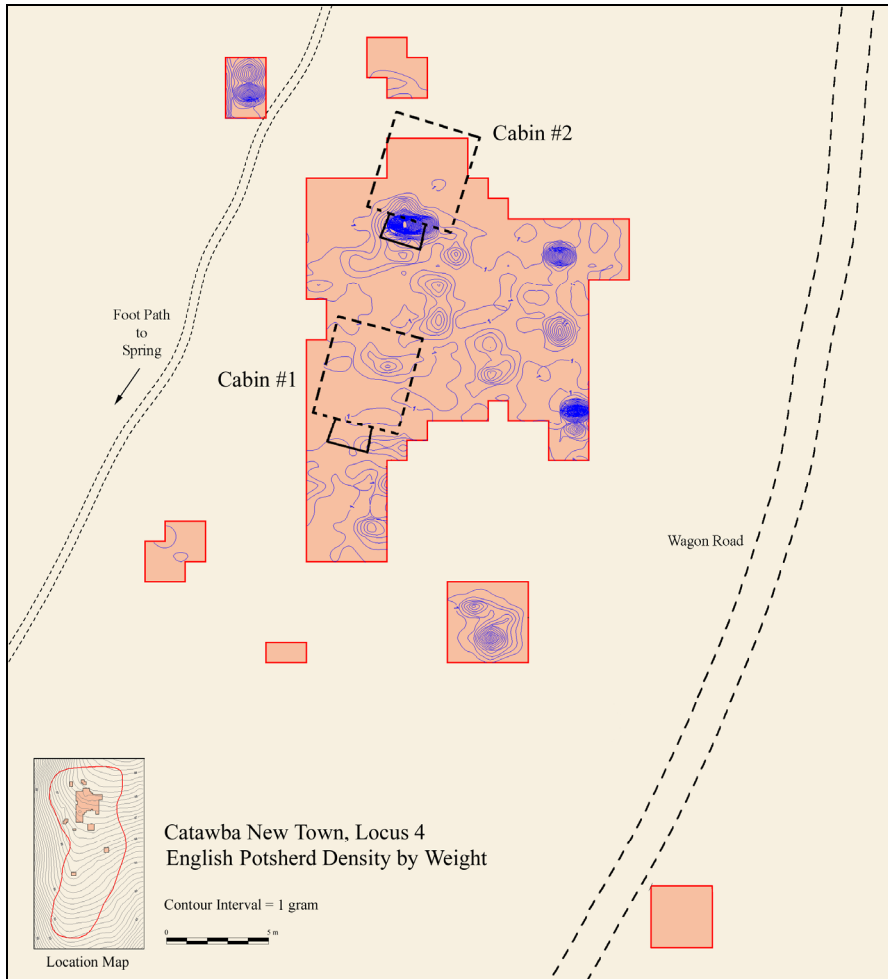 Cabin #2
Foot Path
to
Spring
Cabin #1
Wagon Road
Catawba New Town, Locus 4
English Potsherd Density by Weight
Contour Interval = 1 gram
0 5 m
Location Map